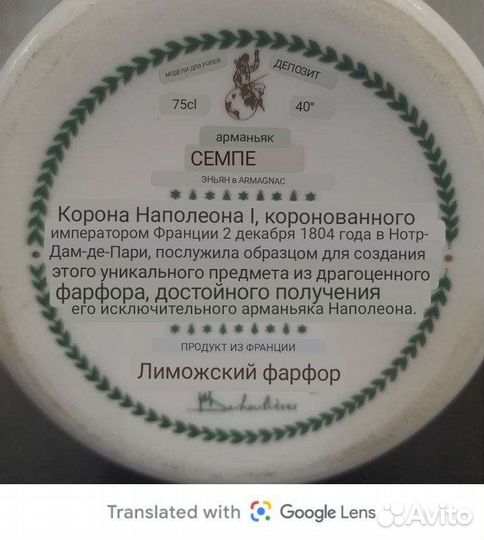 МОДЕЛИ ДЛЯ РОЛЕЙ
ДЕПОЗИТ
75cl
40°
арманьяк
СЕМПЕ
ЭНЬЯН в ARMAGNAC
Корона Наполеона I, коронованного
императором Франции 2 декабря 1804 года в Нотр-
Дам-де-Пари, послужила образцом для создания
этого уникального предмета из драгоценного
фарфора, достойного получения
его исключительного арманьяка Наполеона.
ПРОДУКТ ИЗ ФРАНЦИИ
Лиможский фарфор
Translated with Google Lens
Avito